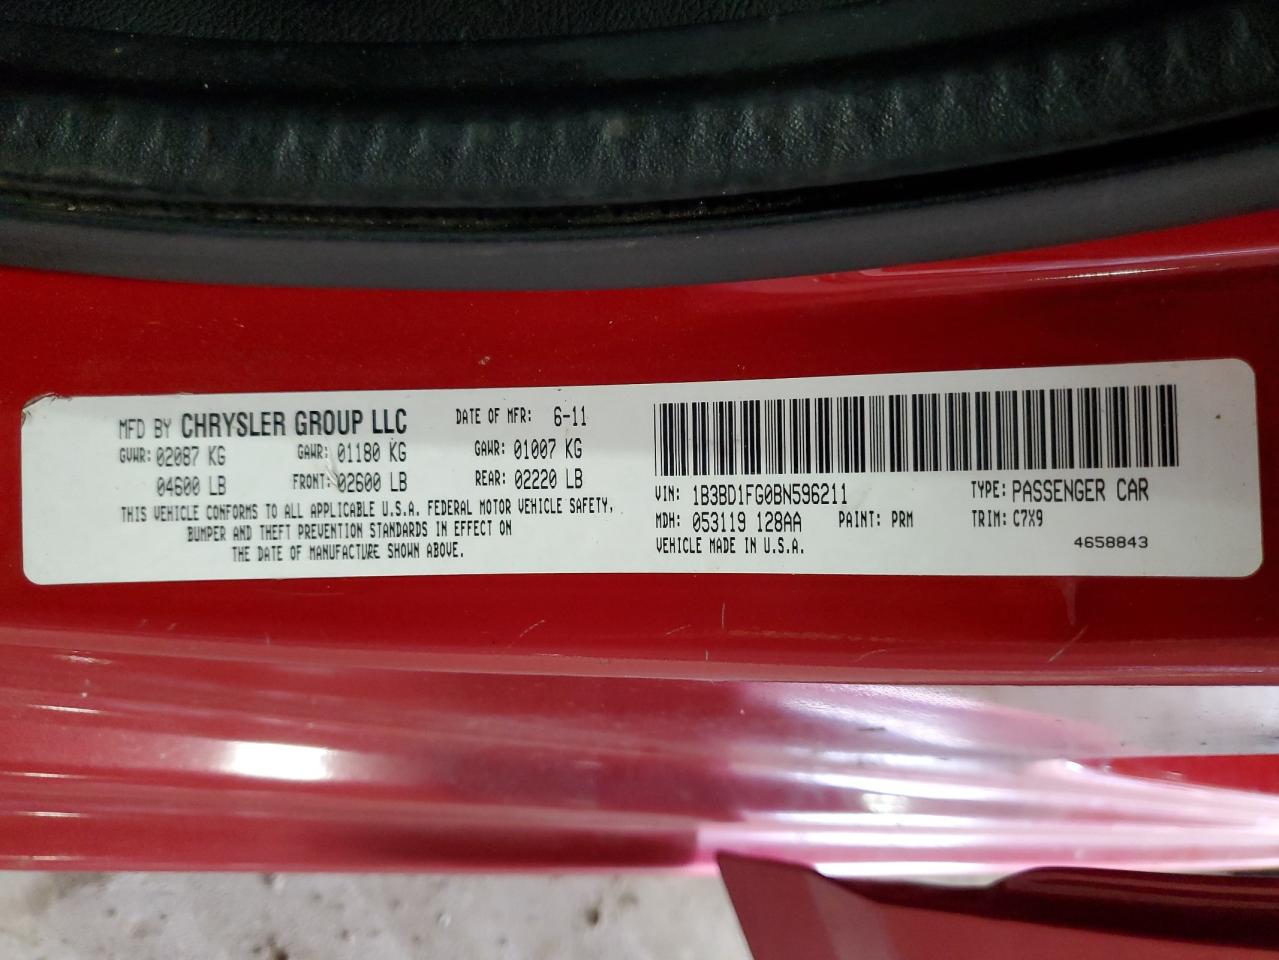 MFD BY CHRYSLER GROUP LLC DATE OF MFR: 6-11
GVWR: 02087 KG GAWR: 01180 KG GAWR: 01007 KG
04600 LB FRONT: 02600 LB REAR: 02220 LB
THIS VEHICLE CONFORMS TO ALL APPLICABLE U.S.A. FEDERAL MOTOR VEHICLE SAFETY,
BUMPER AND THEFT PREVENTION STANDARDS IN EFFECT ON
THE DATE OF MANUFACTURE SHOWN ABOVE.
VIN: 1B3BD1FG0BN596211 TYPE: PASSENGER CAR
MDH: 053119 128AA PAINT: PRM TRIM: C7X9
VEHICLE MADE IN U.S.A. 4658843